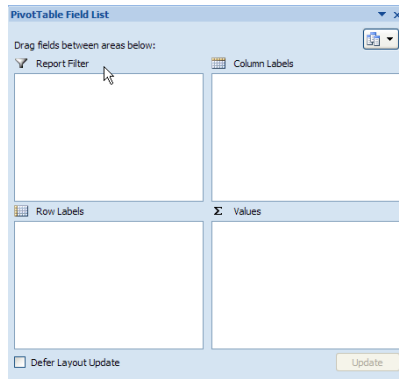 PivotTable Field List
Drag fields between areas below:
Report Filter
Column Labels
Row Labels
Σ Values
Defer Layout Update
Update